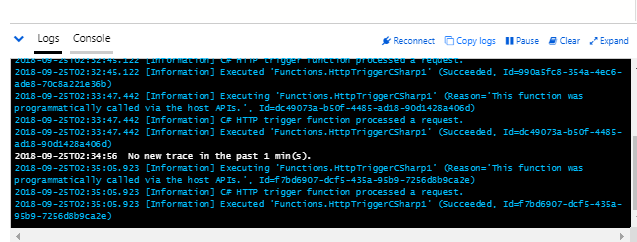 Logs Console Reconnect Copy logs Pause Clear Expand
2018-09-25T02:32:45.122 [Information] C# HTTP trigger function processed a request.
2018-09-25T02:32:45.122 [Information] Executed 'Functions.HttpTriggerCSharp1' (Succeeded, Id=990a5fc8-354a-4ec6-
ade8-70c8a221e36b)
2018-09-25T02:33:47.442 [Information] Executing 'Functions.HttpTriggerCSharp1' (Reason='This function was
programmatically called via the host APIs.', Id=dc49073a-b50f-4485-ad18-90d1428a406d)
2018-09-25T02:33:47.442 [Information] C# HTTP trigger function processed a request.
2018-09-25T02:33:47.442 [Information] Executed 'Functions.HttpTriggerCSharp1' (Succeeded, Id=dc49073a-b50f-4485-
ad18-90d1428a406d)
2018-09-25T02:34:56 No new trace in the past 1 min(s).
2018-09-25T02:35:05.923 [Information] Executing 'Functions.HttpTriggerCSharp1' (Reason='This function was
programmatically called via the host APIs.', Id=f7bd6907-dcf5-435a-95b9-7256d8b9ca2e)
2018-09-25T02:35:05.923 [Information] C# HTTP trigger function processed a request.
2018-09-25T02:35:05.923 [Information] Executed 'Functions.HttpTriggerCSharp1' (Succeeded, Id=f7bd6907-dcf5-435a-
95b9-7256d8b9ca2e)